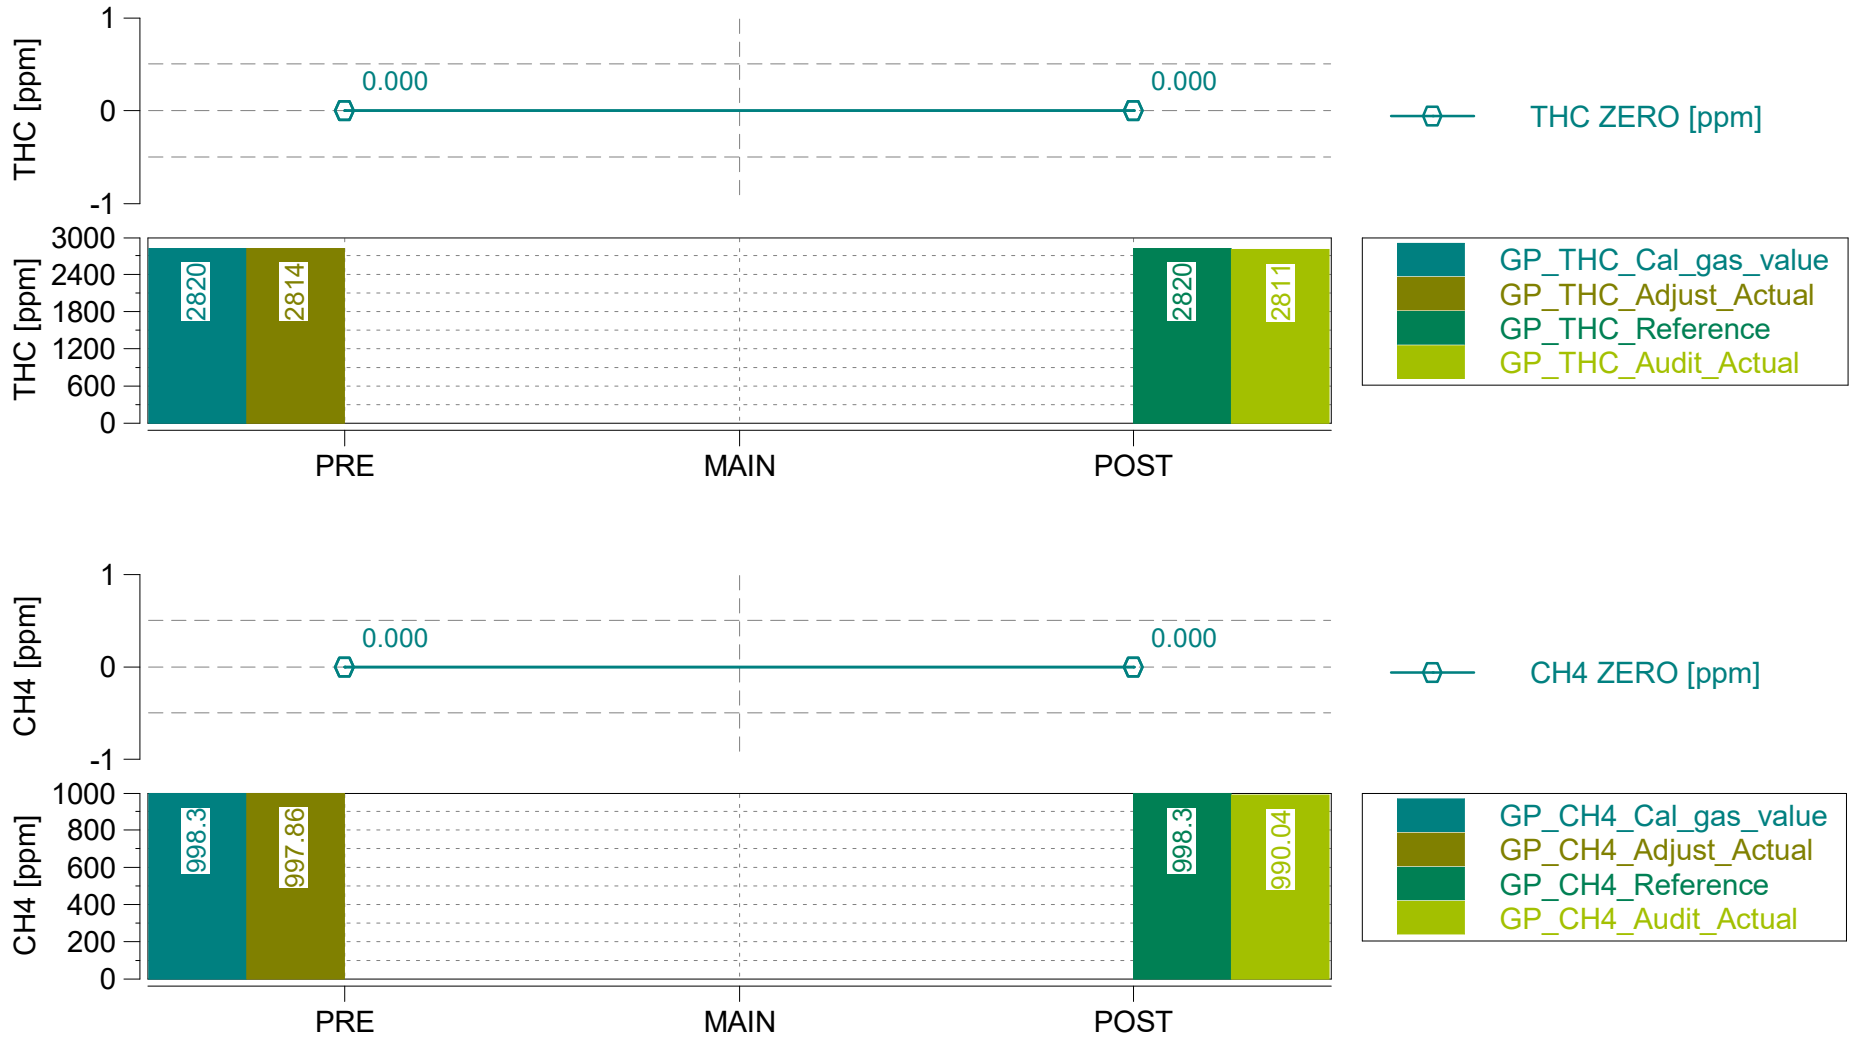 THC [ppm]
1
0
-1
0.000
0.000
THC ZERO [ppm]
THC [ppm]
3000
2400
1800
1200
600
0
2820
2814
2820
2811
GP_THC_Cal_gas_value
GP_THC_Adjust_Actual
GP_THC_Reference
GP_THC_Audit_Actual
PRE
MAIN
POST
CH4 [ppm]
1
0
-1
0.000
0.000
CH4 ZERO [ppm]
CH4 [ppm]
1000
800
600
400
200
0
998.3
997.86
998.3
990.04
GP_CH4_Cal_gas_value
GP_CH4_Adjust_Actual
GP_CH4_Reference
GP_CH4_Audit_Actual
PRE
MAIN
POST